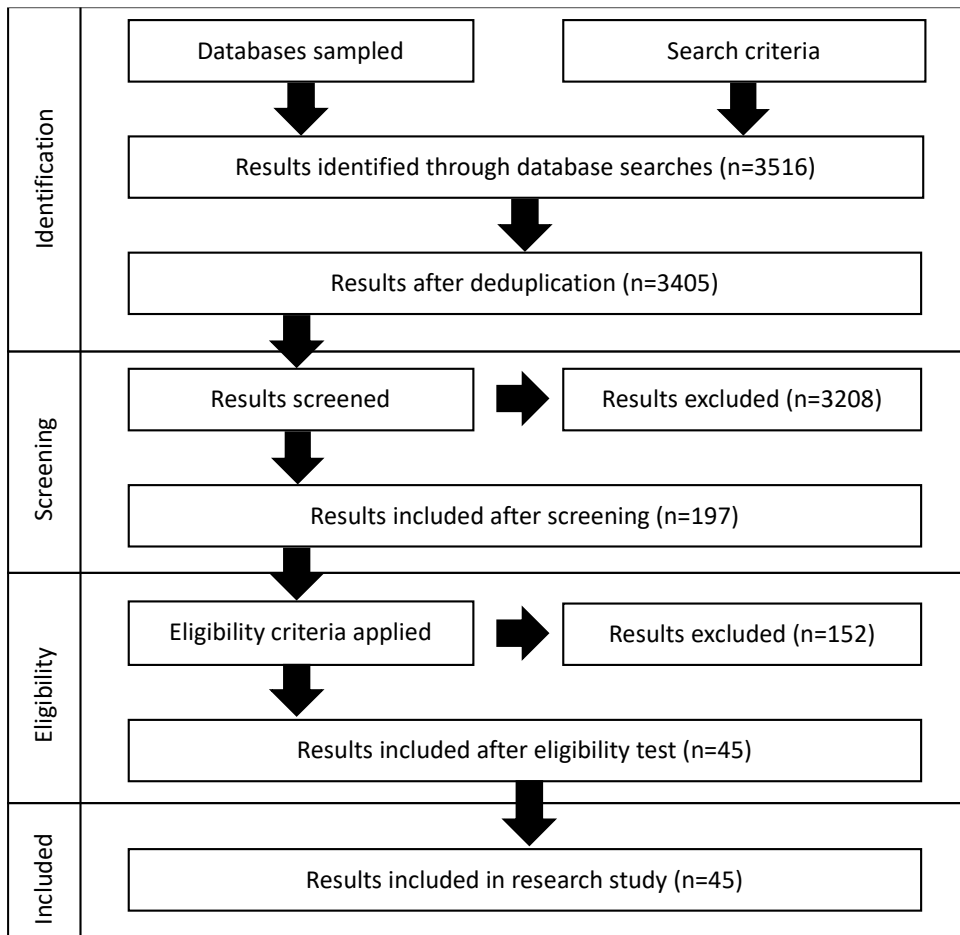 Identification
Databases sampled
Search criteria
Results identified through database searches (n=3516)
Results after deduplication (n=3405)
Screening
Results screened
Results excluded (n=3208)
Results included after screening (n=197)
Eligibility
Eligibility criteria applied
Results excluded (n=152)
Results included after eligibility test (n=45)
Included
Results included in research study (n=45)